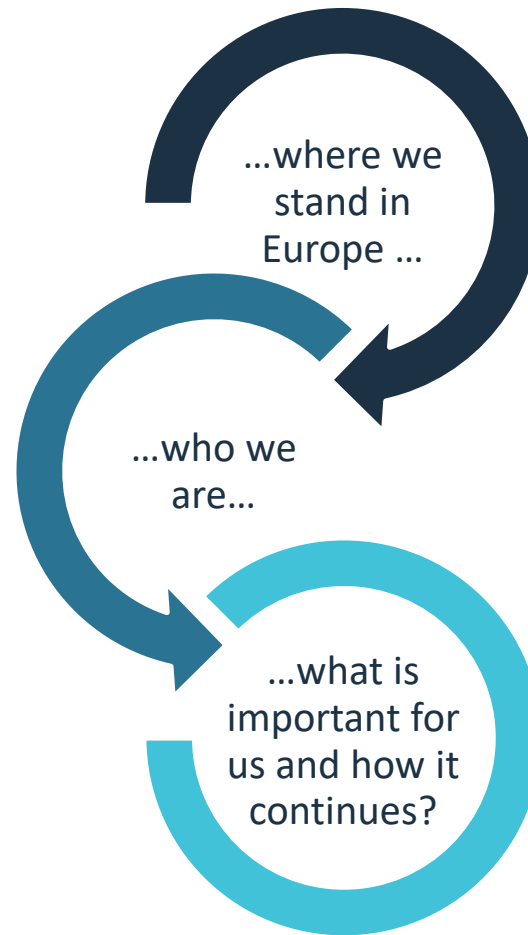 ...where we
stand in
Europe ...
...who we
are...
...what is
important for
us and how it
continues?